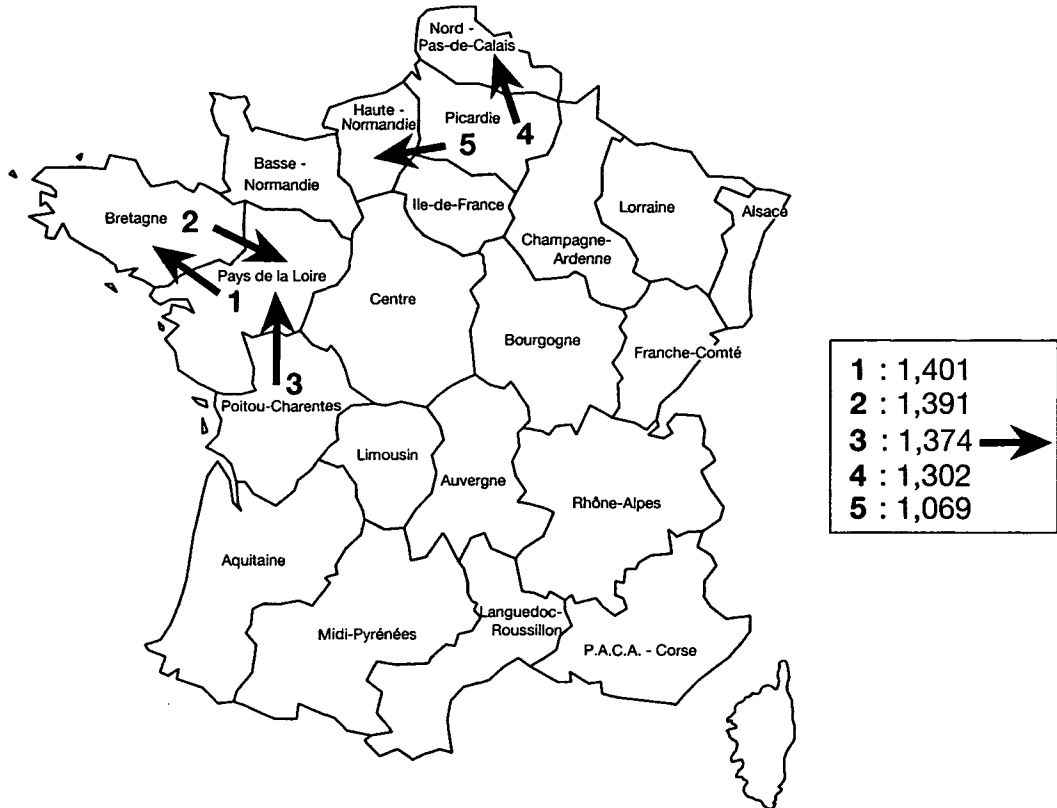 Nord -
Pas-de-Calais
Haute -
Normandie
Picardie
4
5
Basse -
Normandie
Ile-de-France
Lorraine
Alsace
Bretagne
2
Champagne-
Ardenne
Pays de la Loire
1
Centre
Bourgogne
Franche-Comté
3
Poitou-Charentes
Limousin
Auvergne
Rhône-Alpes
Aquitaine
Languedoc-
Roussillon
Midi-Pyrénées
P.A.C.A. - Corse
1 : 1,401
2 : 1,391
3 : 1,374
4 : 1,302
5 : 1,069